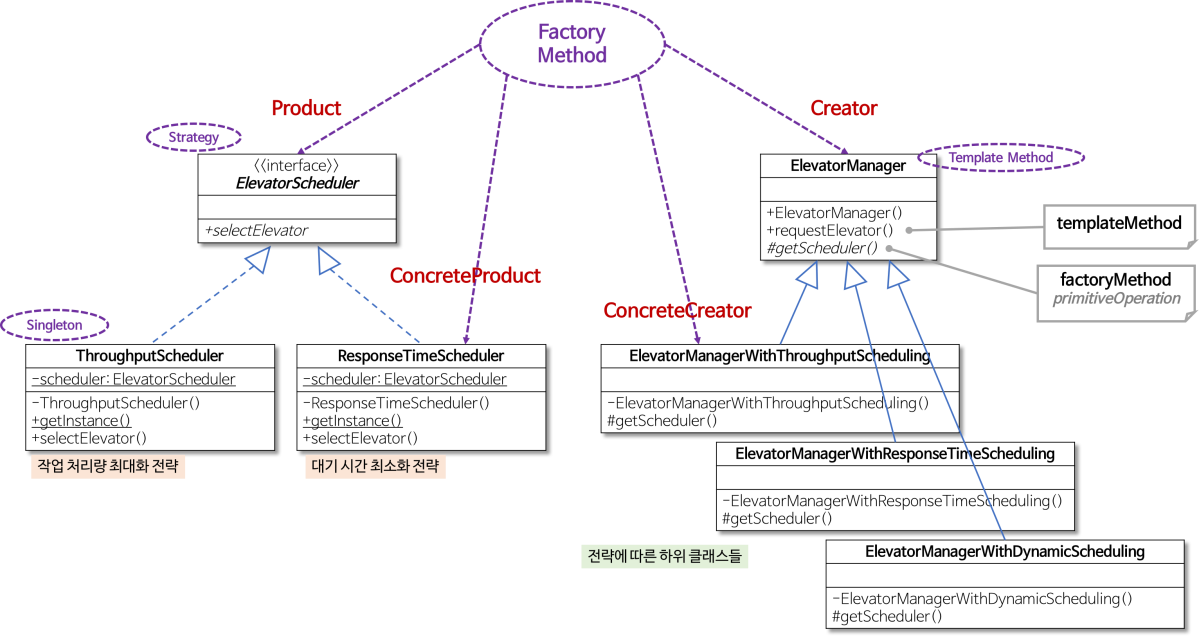 Factory
Method
Product
Creator
Strategy
〈〈interface〉〉
ElevatorScheduler
+selectElevator
ElevatorManager
Template Method
+ElevatorManager()
+requestElevator()
#getScheduler()
templateMethod
factoryMethod
primitiveOperation
ConcreteProduct
ConcreteCreator
Singleton
ThroughputScheduler
-scheduler: ElevatorScheduler
-ThroughputScheduler()
+getInstance()
+selectElevator()
작업 처리량 최대화 전략
ResponseTimeScheduler
-scheduler: ElevatorScheduler
-ResponseTimeScheduler()
+getInstance()
+selectElevator()
대기 시간 최소화 전략
ElevatorManagerWithThroughputScheduling
-ElevatorManagerWithThroughputScheduling()
#getScheduler()
ElevatorManagerWithResponseTimeScheduling
-ElevatorManagerWithResponseTimeScheduling()
#getScheduler()
전략에 따른 하위 클래스들
ElevatorManagerWithDynamicScheduling
-ElevatorManagerWithDynamicScheduling()
#getScheduler()